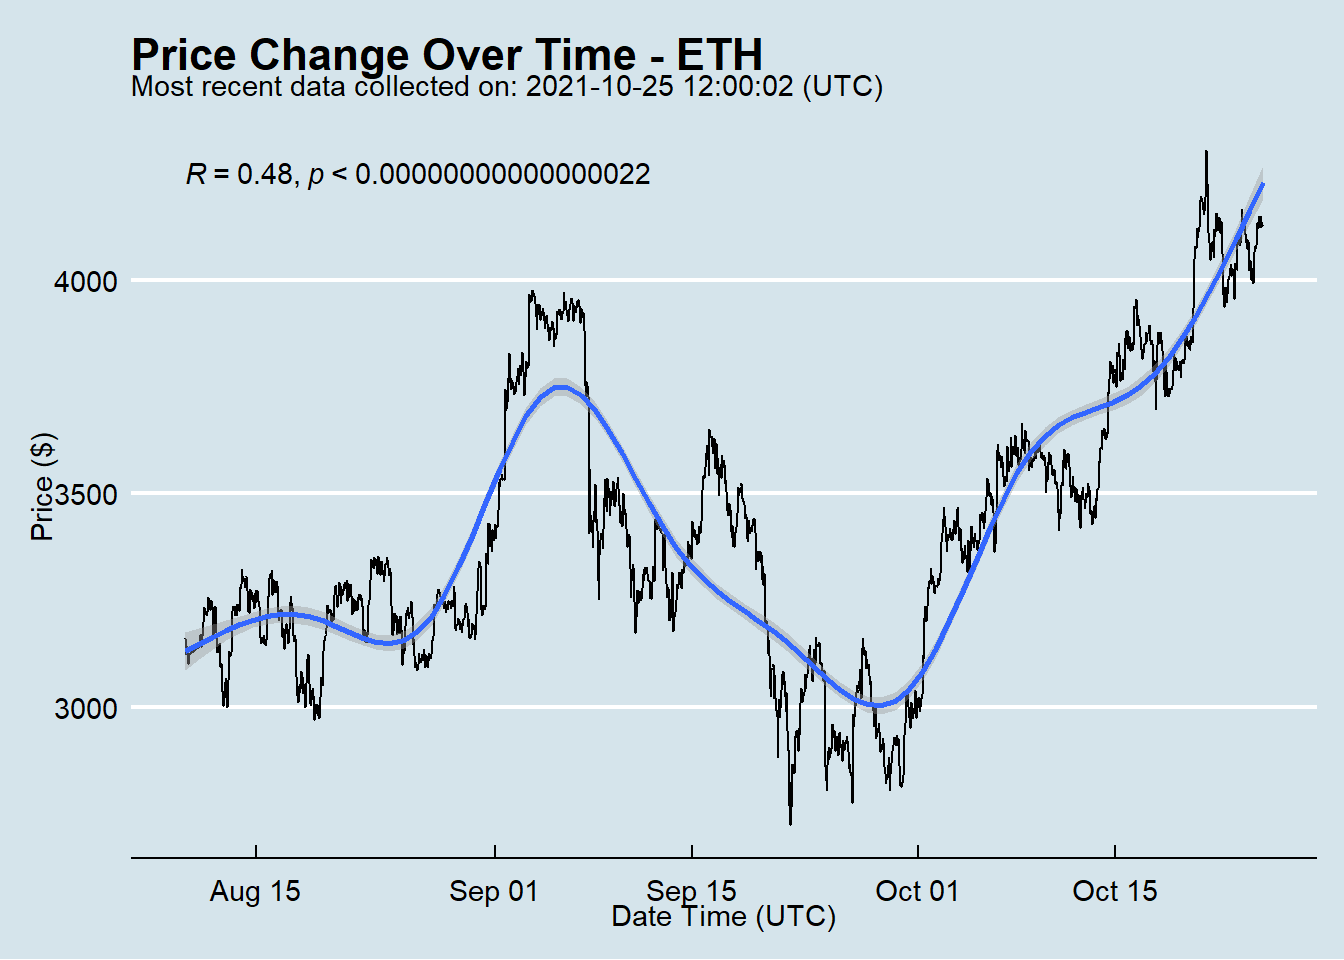 Price Change Over Time - ETH
Most recent data collected on: 2021-10-25 12:00:02 (UTC)
R = 0.48, p < 0.00000000000000022
4000
3500
3000
Price ($)
Aug 15 Sep 01 Sep 15 Oct 01 Oct 15
Date Time (UTC)